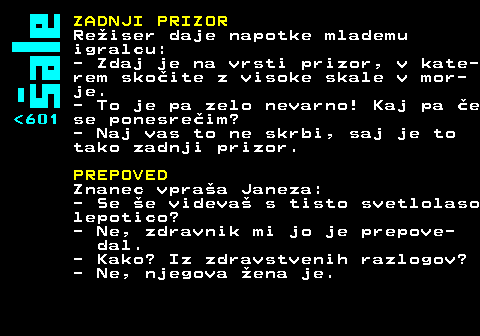 šale
<601
ZADNJI PRIZOR
Režiser daje napotke mlademu
igralcu:
- Zdaj je na vrsti prizor, v kate-
rem skočite z visoke skale v mor-
je.
- To je pa zelo nevarno! Kaj pa če
se ponesrečim?
- Naj vas to ne skrbi, saj je to
tako zadnji prizor.
PREPOVED
Znanec vpraša Janeza:
- Se še videvaš s tisto svetlolaso
lepotico?
- Ne, zdravnik mi jo je prepove-
dal.
- Kako? Iz zdravstvenih razlogov?
- Ne, njegova žena je.